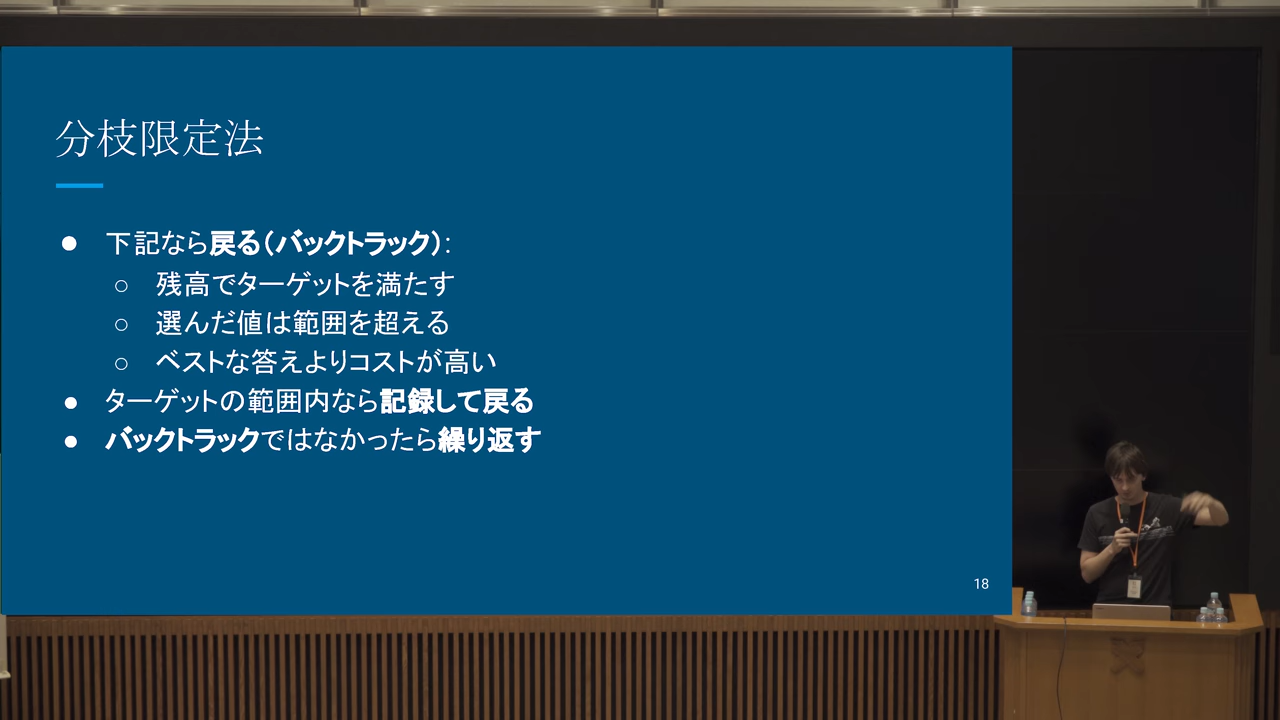 分枝限定法
● 下記なら戻る(バックトラック):
○ 残高でターゲットを満たす
○ 選んだ値は範囲を超える
○ ベストな答えよりコストが高い
● ターゲットの範囲内なら記録して戻る
● バックトラックではなかったら繰り返す
18